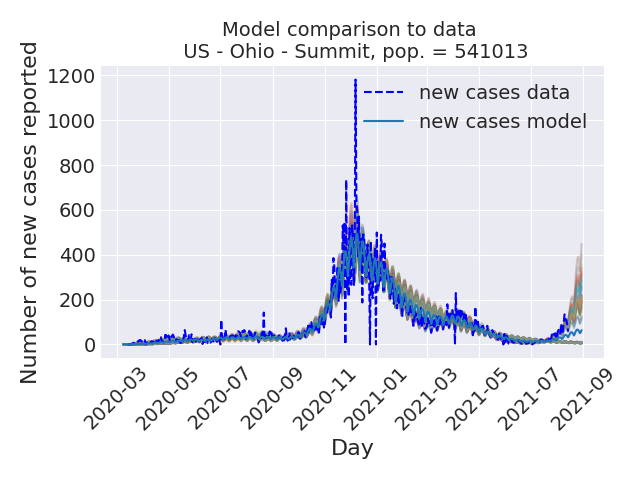 Model comparison to data
US - Ohio - Summit, pop. = 541013
Number of new cases reported
1200
1000
800
600
400
200
0
new cases data
new cases model
2020-03
2020-05
2020-07
2020-09
2020-11
2021-01
2021-03
2021-05
2021-07
2021-09
Day